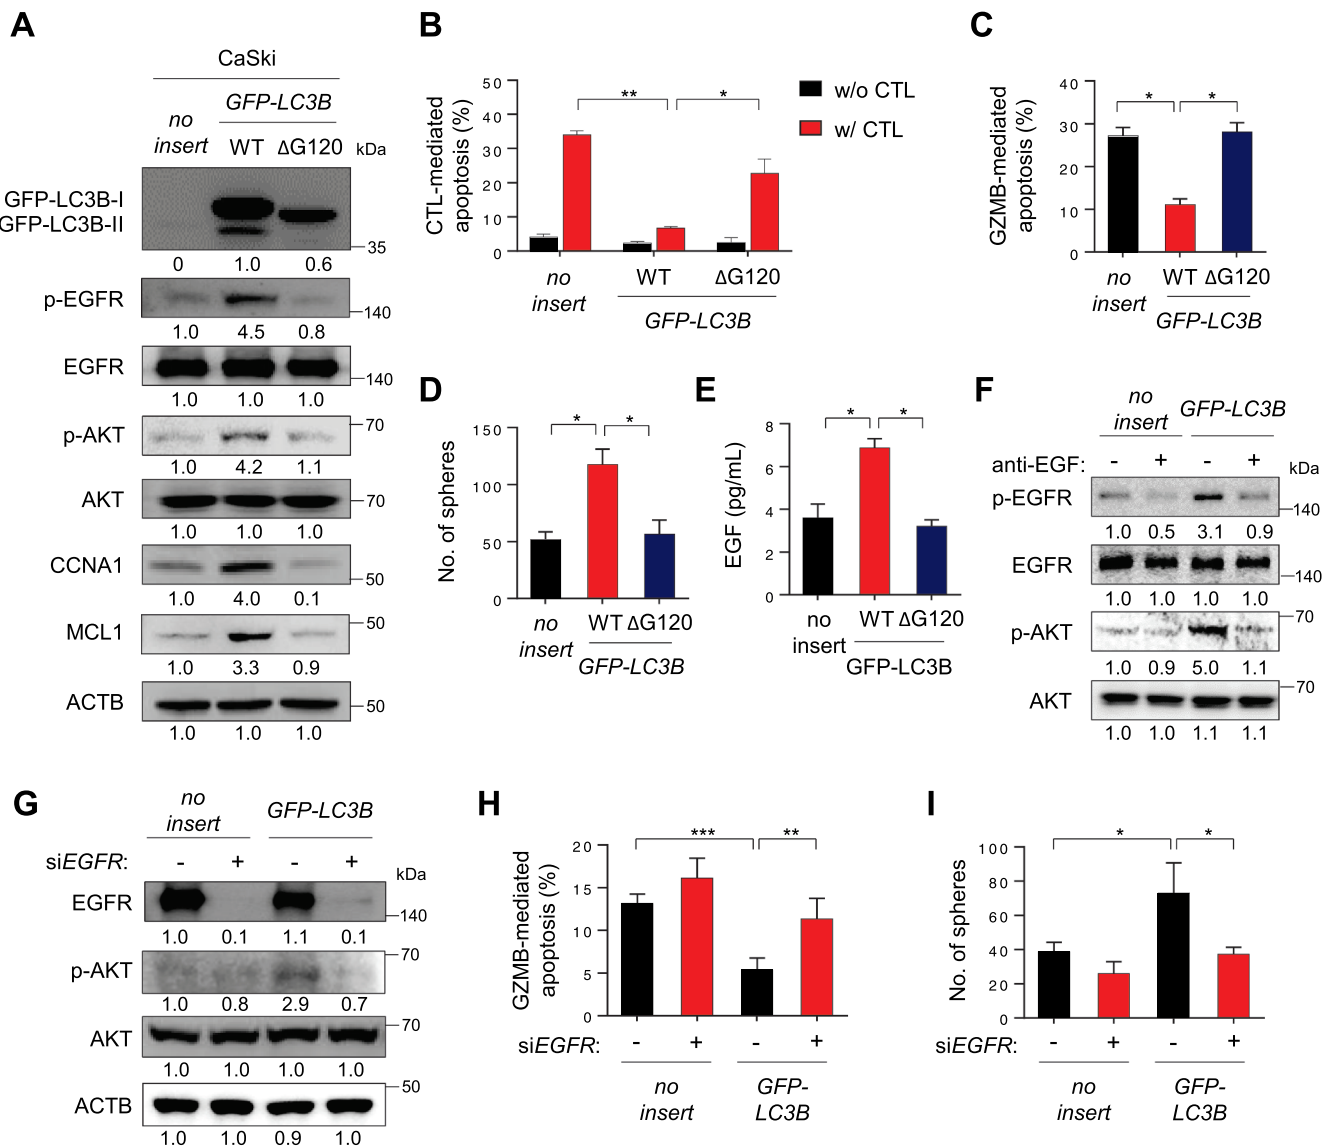 A
CaSki
GFP-LC3B
no
insert
WT ΔG120 kDa
GFP-LC3B-I
GFP-LC3B-II
35
0 1.0 0.6
p-EGFR
140
1.0 4.5 0.8
EGFR
140
1.0 1.0 1.0
p-AKT
70
1.0 4.2 1.1
AKT
70
1.0 1.0 1.0
CCNA1
50
1.0 4.0 0.1
MCL1
50
1.0 3.3 0.9
ACTB
50
1.0 1.0 1.0
B
CTL-mediated
apoptosis (%)
50
40
30
20
10
0
** *
w/o CTL
w/ CTL
no
insert
WT ΔG120
GFP-LC3B
C
GZMB-mediated
apoptosis (%)
40
30
20
10
0
* *
no
insert
WT ΔG120
GFP-LC3B
D
No. of spheres
150
100
50
0
* *
no
insert
WT ΔG120
GFP-LC3B
E
EGF (pg/mL)
8
6
4
2
0
* *
no
insert
WT ΔG120
GFP-LC3B
F
no
insert
GFP-LC3B
anti-EGF: - + - + kDa
p-EGFR
140
1.0 0.5 3.1 0.9
EGFR
140
1.0 1.0 1.0 1.0
p-AKT
70
1.0 0.9 5.0 1.1
AKT
70
1.0 1.0 1.1 1.1
G
no
insert
GFP-LC3B
siEGFR: - + - +
kDa
EGFR
140
1.0 0.1 1.1 0.1
p-AKT
70
1.0 0.8 2.9 0.7
AKT
70
1.0 1.0 1.0 1.0
ACTB
50
1.0 1.0 0.9 1.0
H
GZMB-mediated
apoptosis (%)
20
15
10
5
0
*** **
siEGFR: - + - +
no
insert
GFP-
LC3B
I
No. of spheres
100
80
60
40
20
0
* *
siEGFR: - + - +
no
insert
GFP-
LC3B